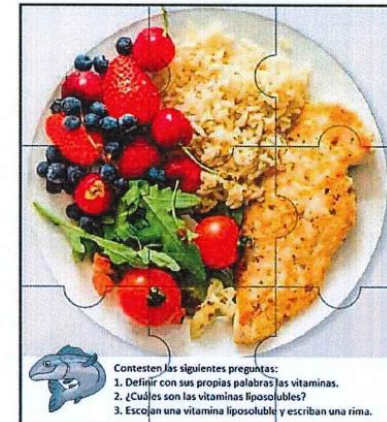 Contesten las siguientes preguntas:
1. Definir con sus propias palabras las vitaminas.
2. ¿Cuáles son las vitaminas liposolubles?
3. Escojan una vitamina liposoluble y escriban una rima.